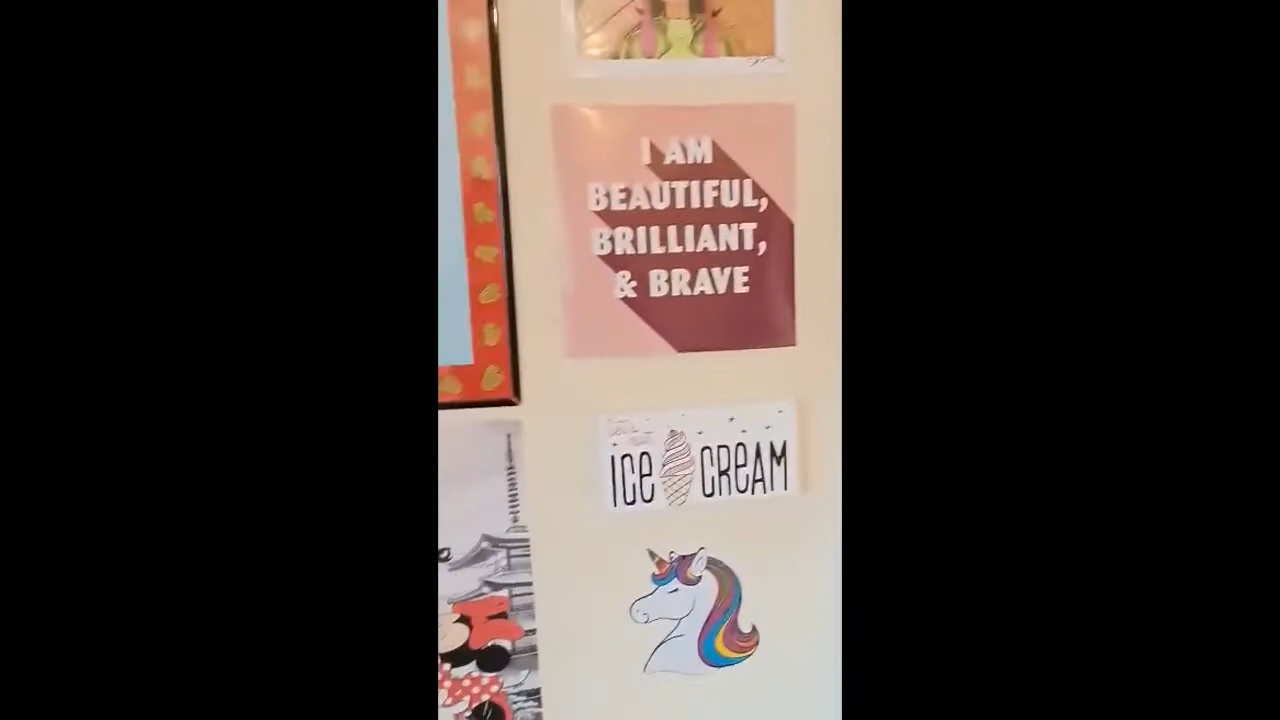 I AM
BEAUTIFUL,
BRILLIANT,
& BRAVE
ICE CREAM